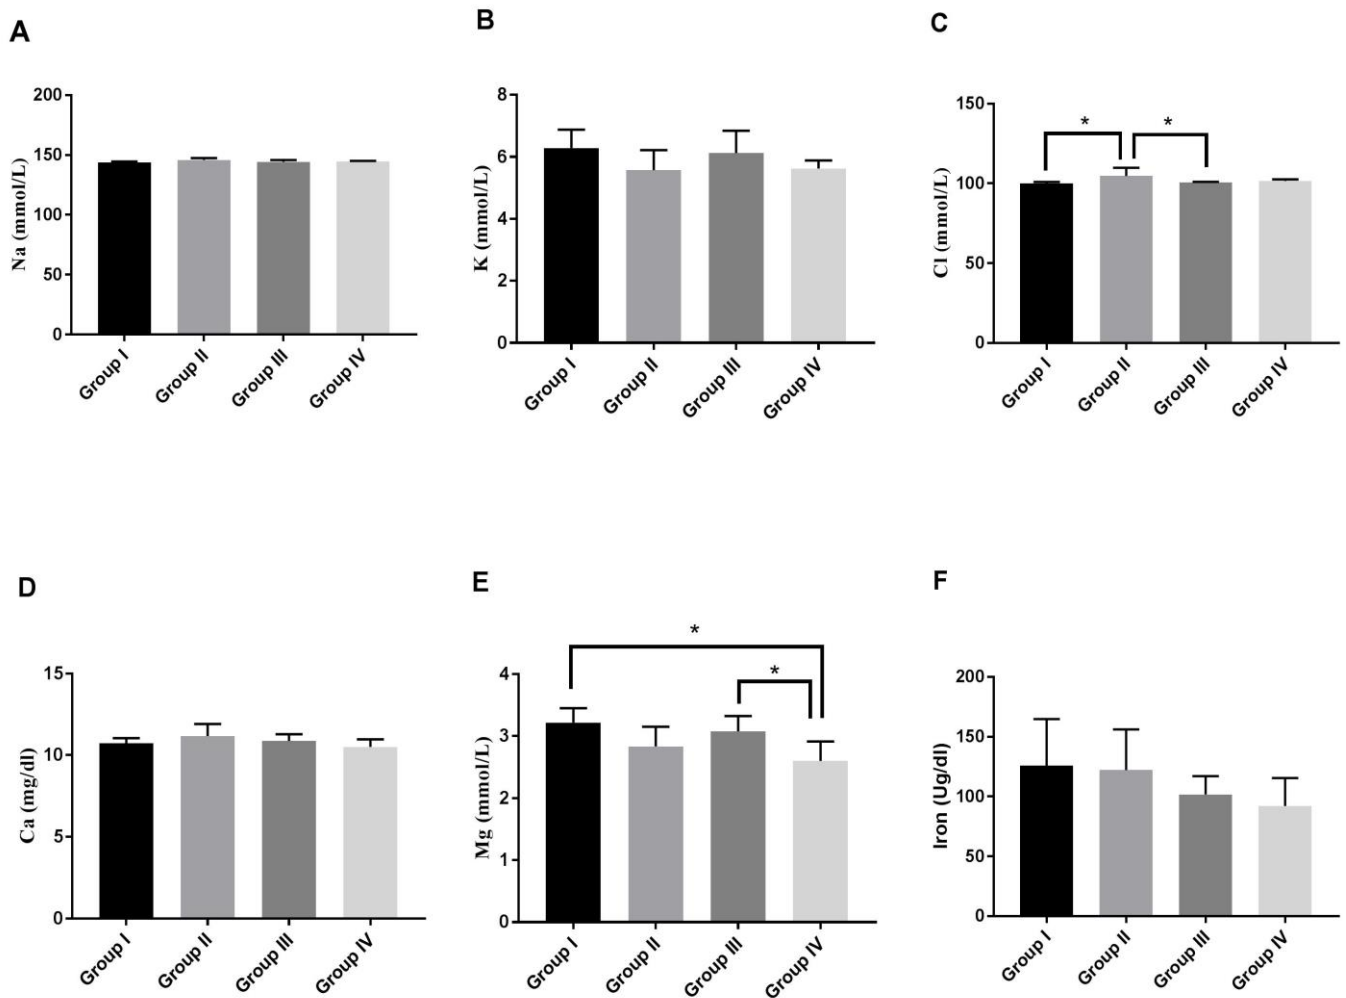 A
Na (mmol/L)
200
150
100
50
0
Group I
Group II
Group III
Group IV
B
K (mmol/L)
8
6
4
2
0
Group I
Group II
Group III
Group IV
C
Cl (mmol/L)
150
100
50
0
*
*
Group I
Group II
Group III
Group IV
D
Ca (mg/dl)
15
10
5
0
Group I
Group II
Group III
Group IV
E
Mg (mmol/L)
4
3
2
1
0
*
*
Group I
Group II
Group III
Group IV
F
Iron (Ug/dl)
200
150
100
50
0
Group I
Group II
Group III
Group IV